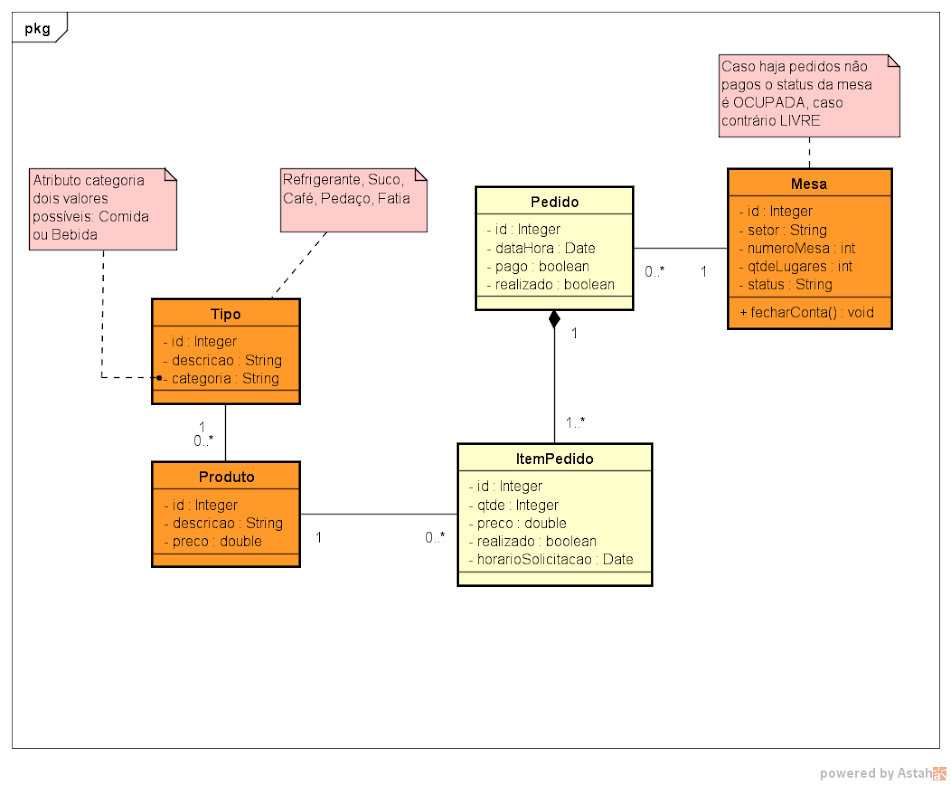 pkg
Caso haja pedidos não
pagos o status da mesa
é OCUPADA, caso
contrário LIVRE
Atributo categoria
dois valores
possíveis: Comida
ou Bebida
Refrigerante, Suco,
Café, Pedaço, Fatia
Pedido
- id : Integer
- dataHora : Date
- pago : boolean
- realizado : boolean
0..*
1
Mesa
- id : Integer
- setor : String
- numeroMesa : int
- qtdeLugares : int
- status : String
+ fecharConta() : void
1
1..*
Tipo
- id : Integer
- descricao : String
- categoria : String
1
0..*
Produto
- id : Integer
- descricao : String
- preco : double
1
0..*
ItemPedido
- id : Integer
- qtde : Integer
- preco : double
- realizado : boolean
- horarioSolicitacao : Date
powered by Astah